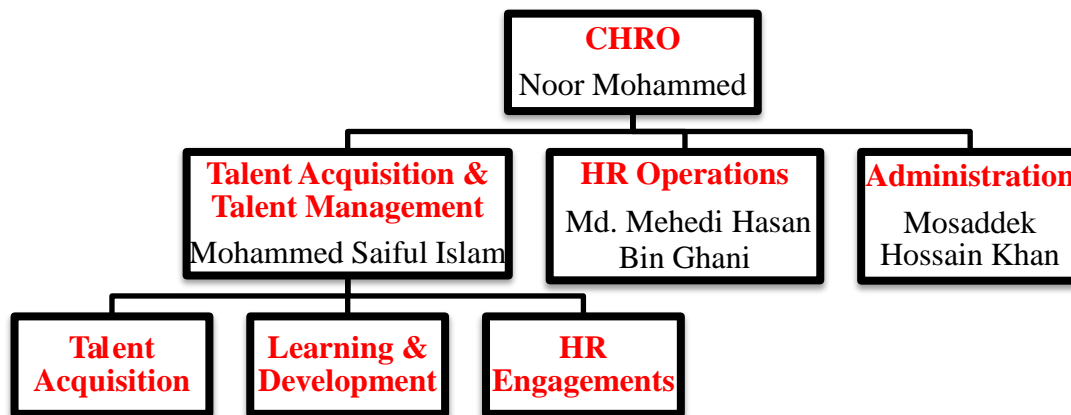 CHRO
Noor Mohammed
Talent Acquisition &
Talent Management
Mohammed Saiful Islam
HR Operations
Md. Mehedi Hasan
Bin Ghani
Administration
Mosaddek
Hossain Khan
Talent
Acquisition
Learning &
Development
HR
Engagements